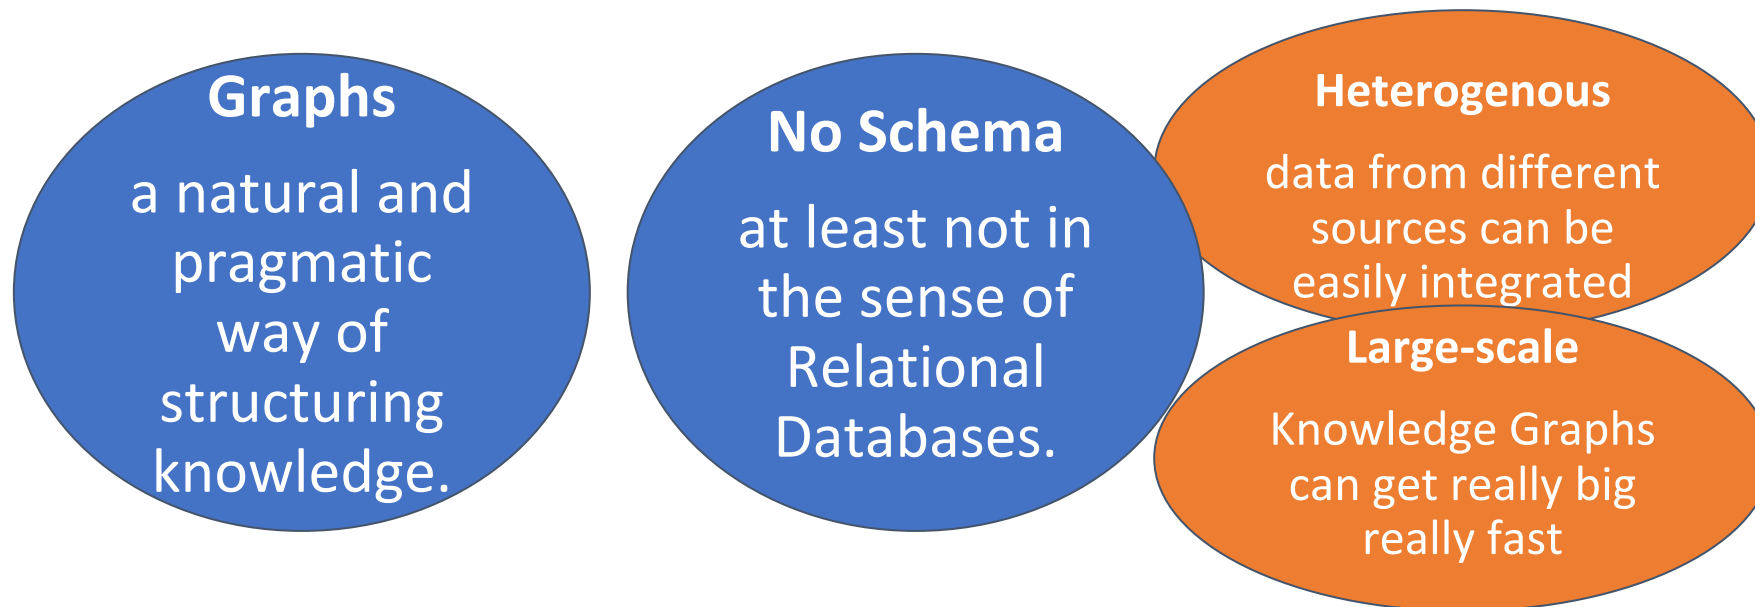 Graphs
a natural and
pragmatic
way of
structuring
knowledge.
No Schema
at least not in
the sense of
Relational
Databases.
Heterogenous
data from different
sources can be
easily integrated
Large-scale
Knowledge Graphs
can get really big
really fast